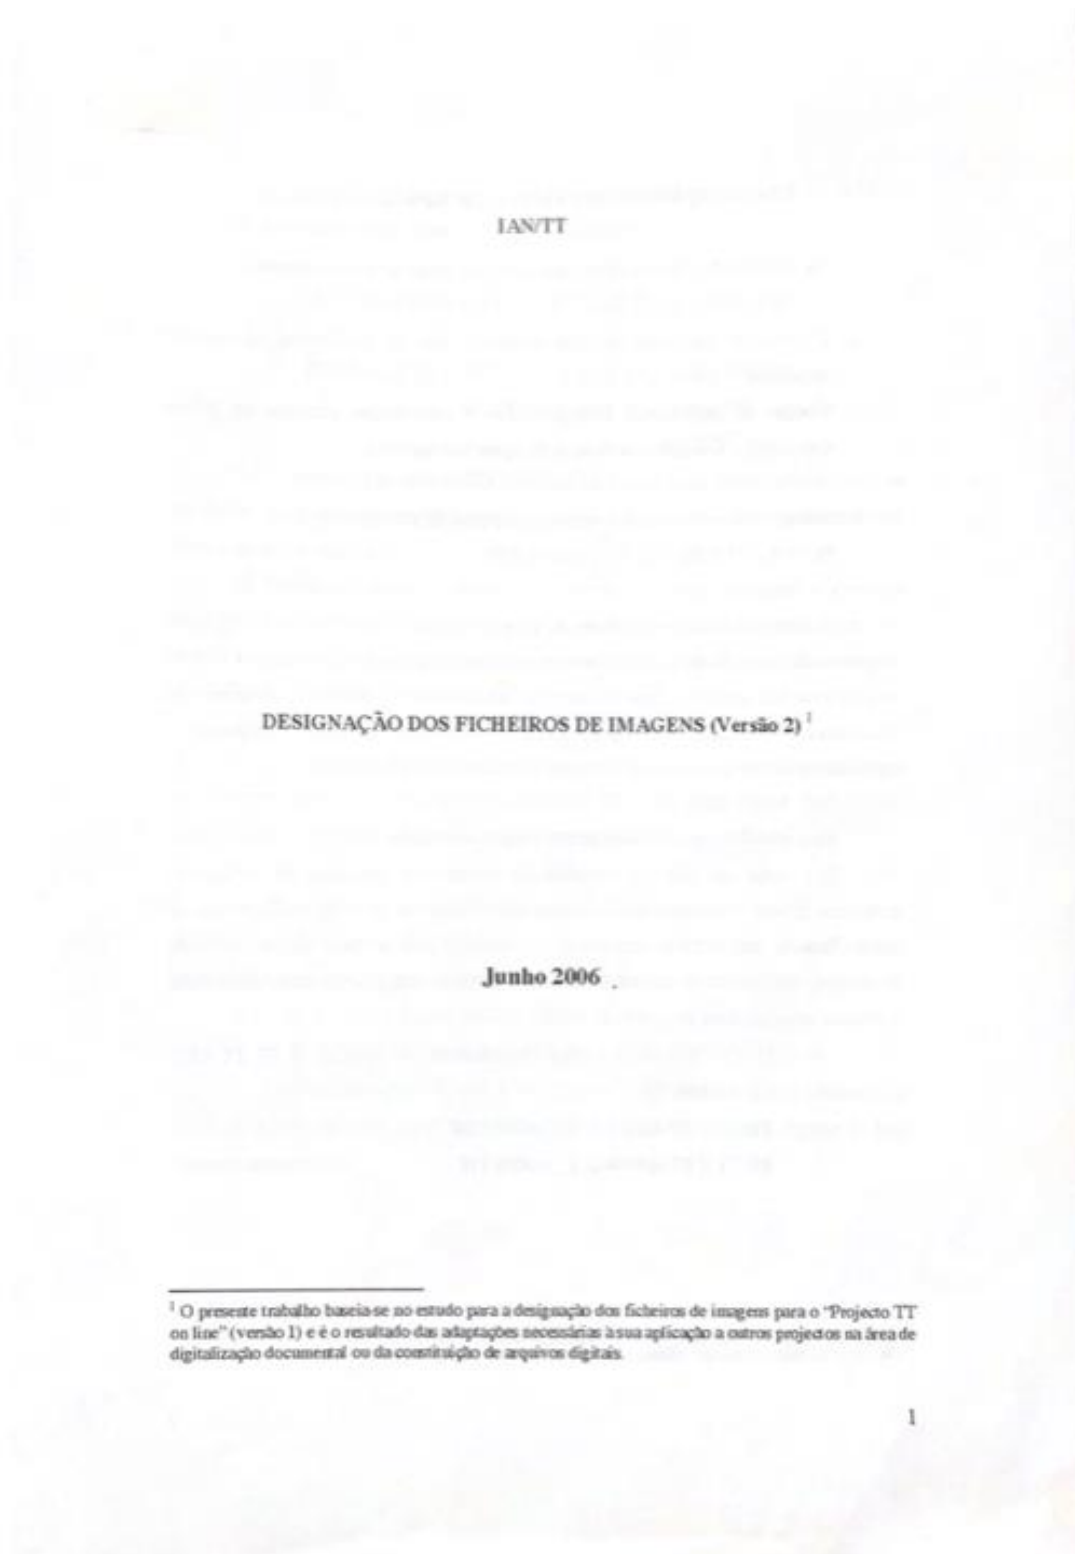 IAN/TT
DESIGNAÇÃO DOS FICHEIROS DE IMAGENS (Versão 2) 1
Junho 2006
1 O presente trabalho baseia-se no estudo para a designação dos ficheiros de imagens para o “Projecto TT
on line” (versão 1) e é o resultado das adaptações necessárias à sua aplicação a outros projectos na área de
digitalização documental ou da constituição de arquivos digitais.
1